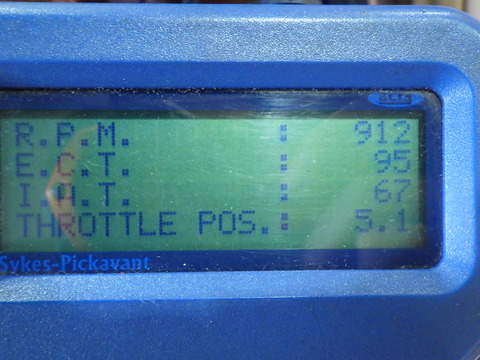 R.P.M. : 912
E.C.T. : 95
I.A.T. : 67
THROTTLE POS.: 5.1
Sykes-Pickavant